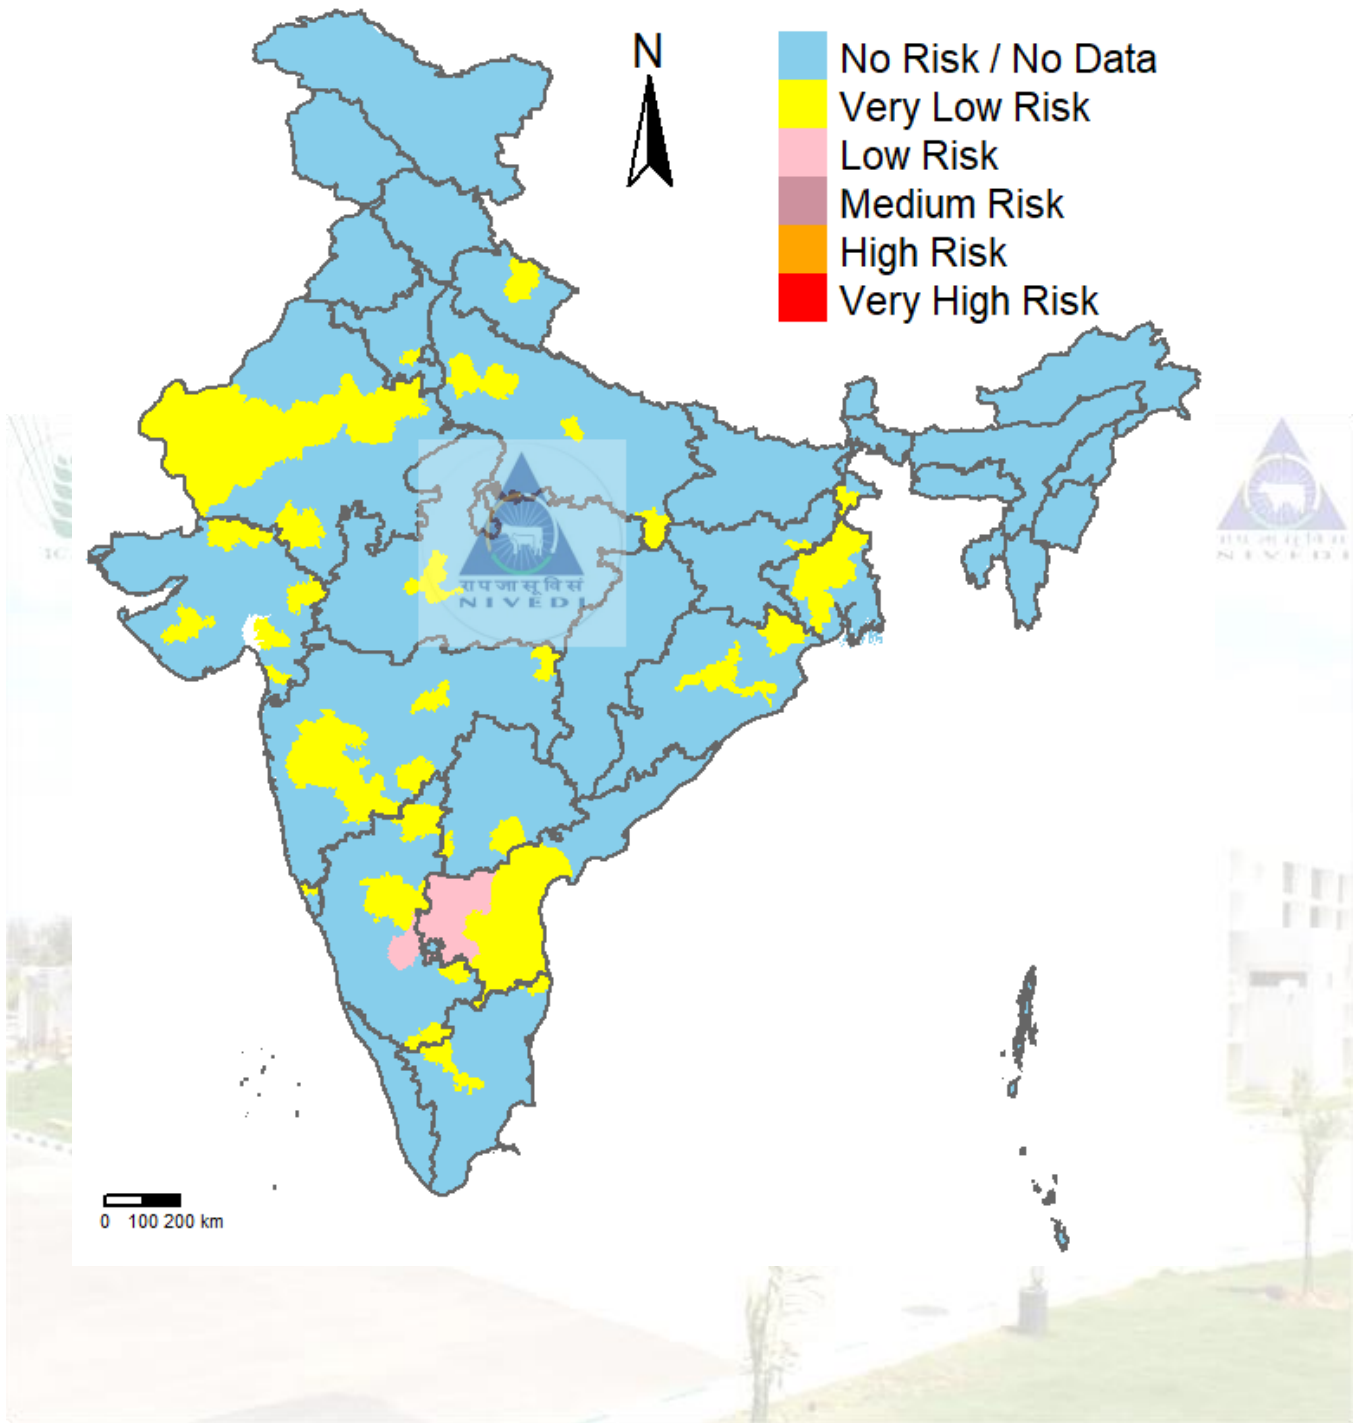 N
No Risk / No Data
Very Low Risk
Low Risk
Medium Risk
High Risk
Very High Risk
राप जा सू वि सं
NIVEDI
राप जा सू वि सं
NIVEDI
0 100 200 km